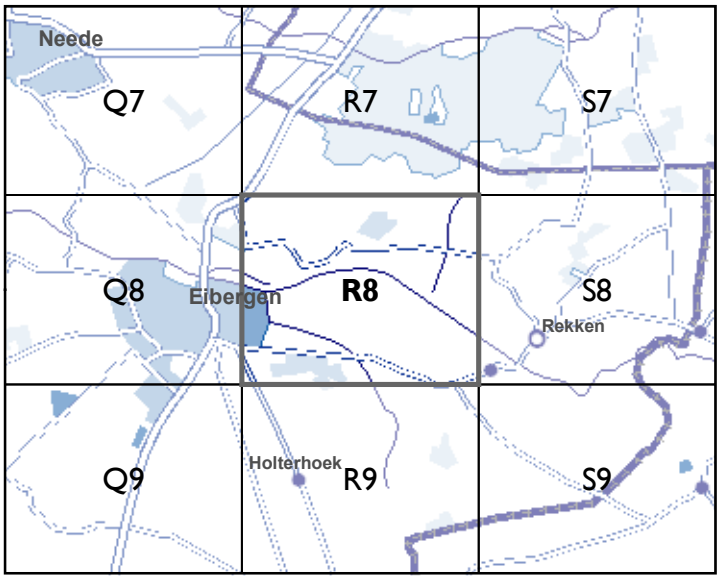 Neede
Q7
R7
S7
Q8
Eibergen
R8
S8
Rekken
Q9
Holterhoek
R9
S9